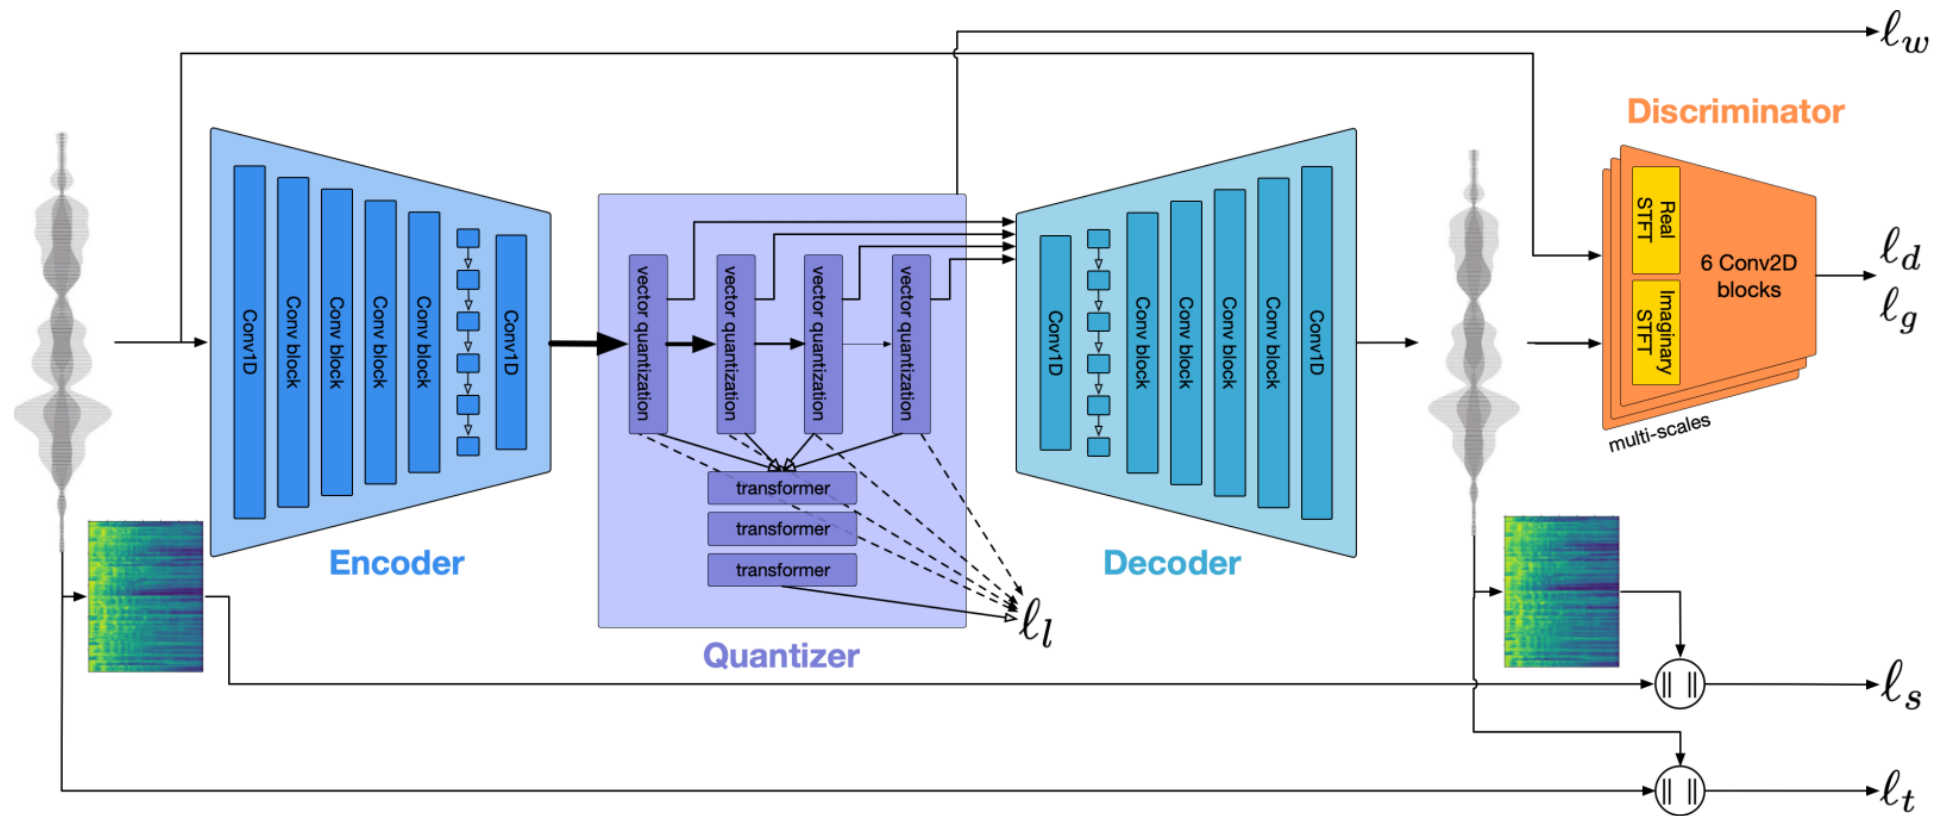 ℓw
Discriminator
Real
STFT
Imaginary
STFT
6 Conv2D
blocks
multi-scales
ℓd
ℓg
Conv1D
Conv block
Conv block
Conv block
Conv block
Conv1D
Encoder
vector quantization
vector quantization
vector quantization
vector quantization
transformer
transformer
transformer
Quantizer
ℓl
Conv1D
Conv block
Conv block
Conv block
Conv block
Conv1D
Decoder
|| ||
ℓs
|| ||
ℓt